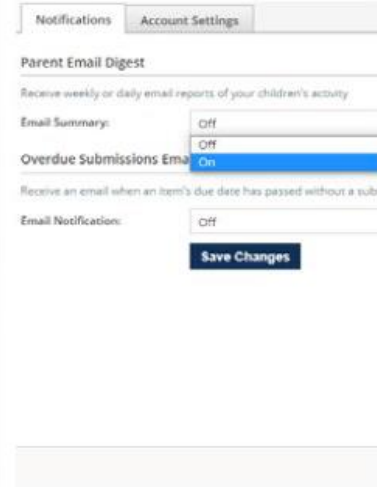 Notifications Account Settings
Parent Email Digest
Receive weekly or daily email reports of your children's activity
Email Summary: Off
Off
On
Overdue Submissions Ema
Receive an email when an item's due date has passed without a sub
Email Notification: Off
Save Changes